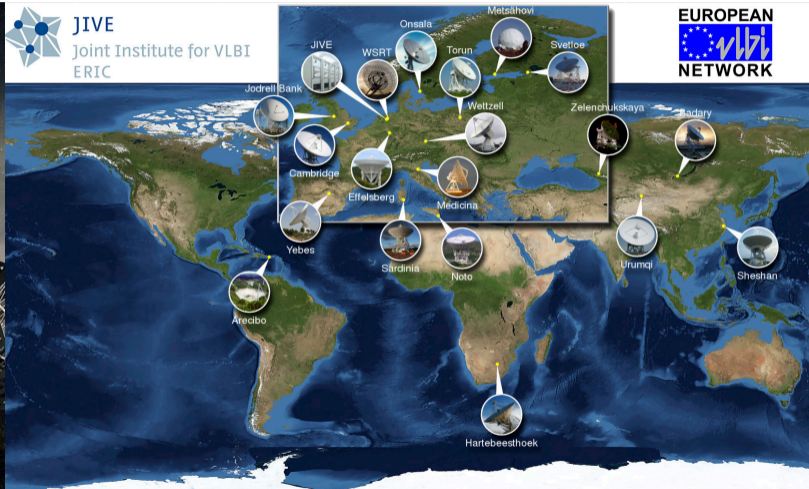 JIVE
Joint Institute for VLBI
ERIC
EUROPEAN
vlbi
NETWORK
Metsähovi
Onsala
JIVE
WSRT
Torun
Svetloe
Jodrell Bank
Wettzell
Zelenchukskaya
Badary
Cambridge
Effelsberg
Medicina
Yebes
Sardinia
Noto
Urumqi
Sheshan
Arecibo
Hartebeesthoek